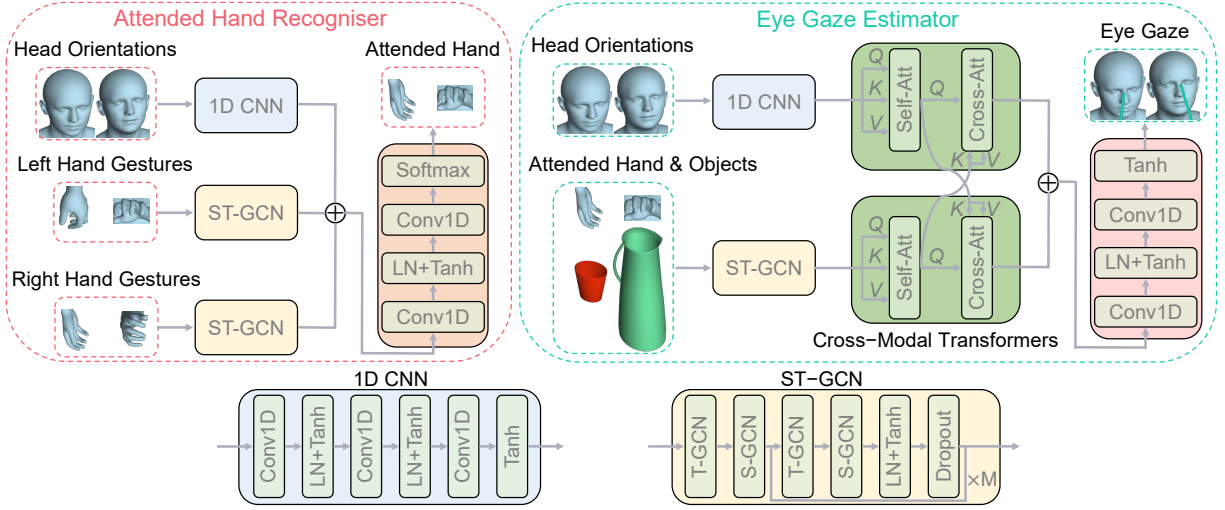 Attended Hand Recogniser
Head Orientations
1D CNN
Left Hand Gestures
ST-GCN
Right Hand Gestures
ST-GCN
Attended Hand
Softmax
Conv1D
LN+Tanh
Conv1D
Eye Gaze Estimator
Head Orientations
1D CNN
Attended Hand & Objects
ST-GCN
Q
K
V
Self-Att
Q
Cross-Att
K
V
K
V
Q
K
V
Self-Att
Q
Cross-Att
Cross-Modal Transformers
Eye Gaze
Tanh
Conv1D
LN+Tanh
Conv1D
1D CNN
Conv1D
LN+Tanh
Conv1D
LN+Tanh
Conv1D
Tanh
ST-GCN
T-GCN
S-GCN
T-GCN
S-GCN
LN+Tanh
Dropout
×M